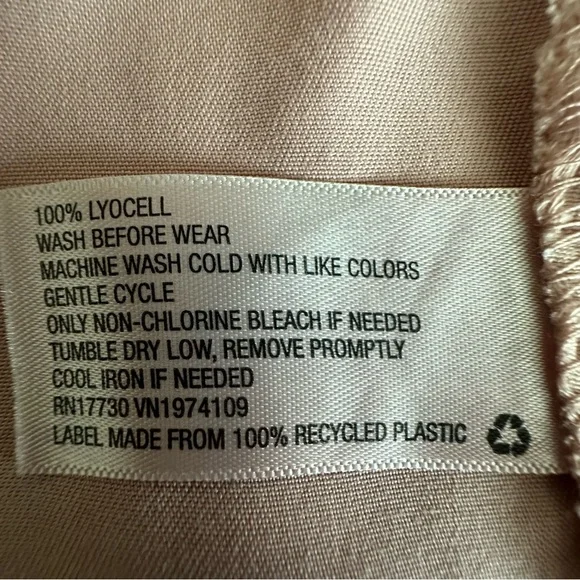 100% LYOCELL
WASH BEFORE WEAR
MACHINE WASH COLD WITH LIKE COLORS
GENTLE CYCLE
ONLY NON-CHLORINE BLEACH IF NEEDED
TUMBLE DRY LOW, REMOVE PROMPTLY
COOL IRON IF NEEDED
RN17730 VN1974109
LABEL MADE FROM 100% RECYCLED PLASTIC